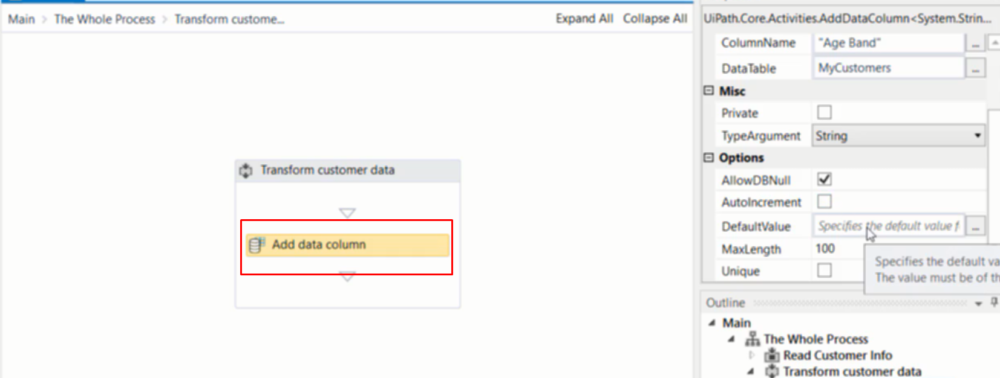 Main > The Whole Process > Transform custome...
Expand All Collapse All
Transform customer data
Add data column
UiPath.Core.Activities.AddDataColumn<System.Strin...
ColumnName "Age Band" ...
DataTable MyCustomers ...
Misc
Private
TypeArgument String
Options
AllowDBNull
AutoIncrement
DefaultValue Specifies the default value f ...
MaxLength 100
Unique
Specifies the default va
The value must be of th
Outline
Main
The Whole Process
Read Customer Info
Transform customer data